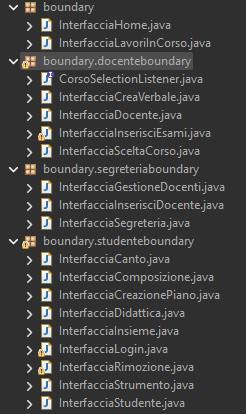 boundary
InterfacciaHome.java
InterfacciaLavoriInCorso.java
boundary.docenteboundary
CorsoSelectionListener.java
InterfacciaCreaVerbale.java
InterfacciaDocente.java
InterfacciaInserisciEsami.java
InterfacciaSceltaCorso.java
boundary.segreteriaboundary
InterfacciaGestioneDocenti.java
InterfacciaInserisciDocente.java
InterfacciaSegreteria.java
boundary.studenteboundary
InterfacciaCanto.java
InterfacciaComposizione.java
InterfacciaCreazionePiano.java
InterfacciaDidattica.java
InterfacciaInsieme.java
InterfacciaLogin.java
InterfacciaRimozione.java
InterfacciaStrumento.java
InterfacciaStudente.java